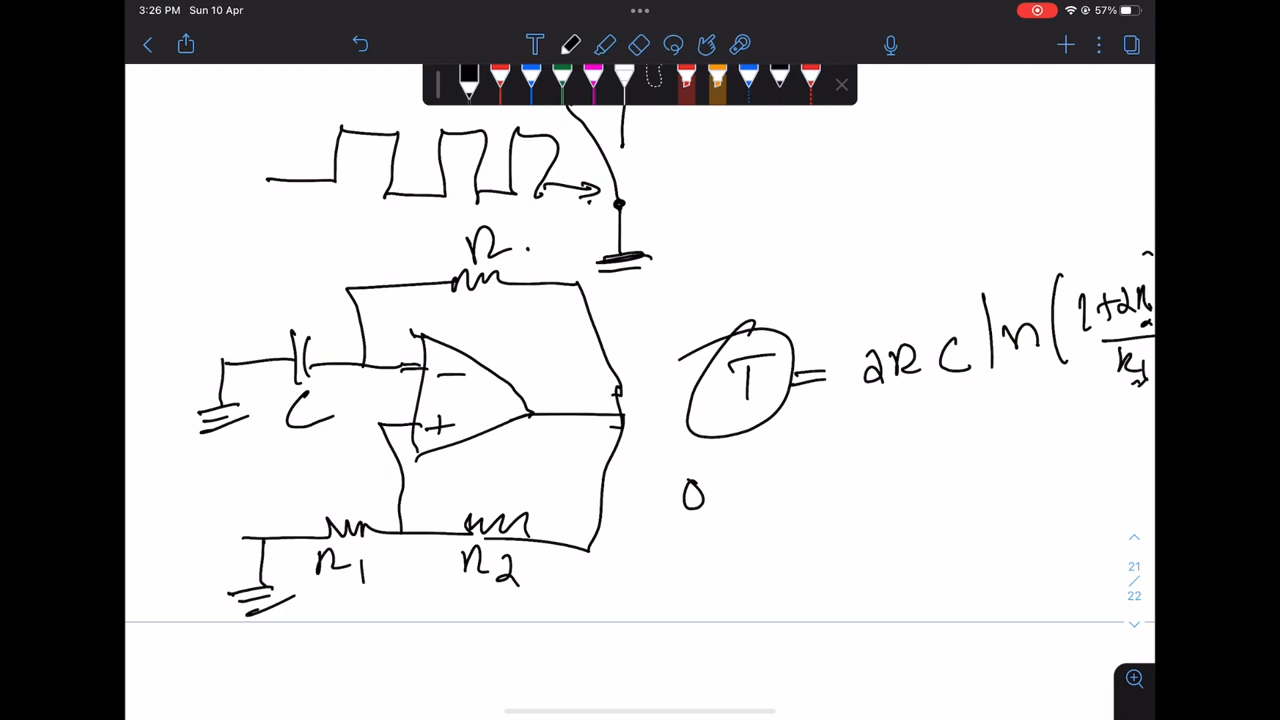 3:26 PM Sun 10 Apr
57%
T
R
T = 2RC ln(1+2R
R1
C
−
+
0
R1
R2
21
/
22